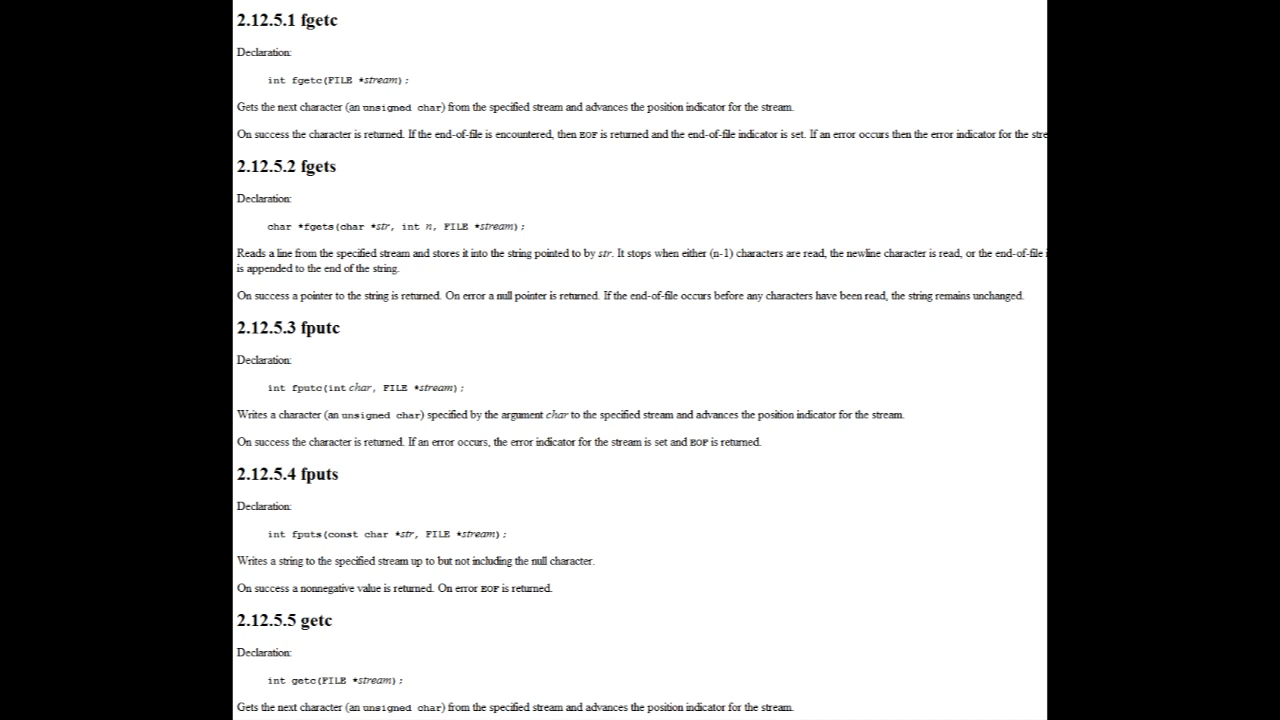 2.12.5.1 fgetc
Declaration:
int fgetc(FILE *stream);
Gets the next character (an unsigned char) from the specified stream and advances the position indicator for the stream.
On success the character is returned. If the end-of-file is encountered, then EOF is returned and the end-of-file indicator is set. If an error occurs then the error indicator for the
2.12.5.2 fgets
Declaration:
char *fgets(char *str, int n, FILE *stream);
Reads a line from the specified stream and stores it into the string pointed to by str. It stops when either (n-1) characters are read, the newline character is read, or the end-of-file
is appended to the end of the string.
On success a pointer to the string is returned. On error a null pointer is returned. If the end-of-file occurs before any characters have been read, the string remains unchanged.
2.12.5.3 fputc
Declaration:
int fputc(int char, FILE *stream);
Writes a character (an unsigned char) specified by the argument char to the specified stream and advances the position indicator for the stream.
On success the character is returned. If an error occurs, the error indicator for the stream is set and EOF is returned.
2.12.5.4 fputs
Declaration:
int fputs(const char *str, FILE *stream);
Writes a string to the specified stream up to but not including the null character.
On success a nonnegative value is returned. On error EOF is returned.
2.12.5.5 getc
Declaration:
int getc(FILE *stream);
Gets the next character (an unsigned char) from the specified stream and advances the position indicator for the stream.